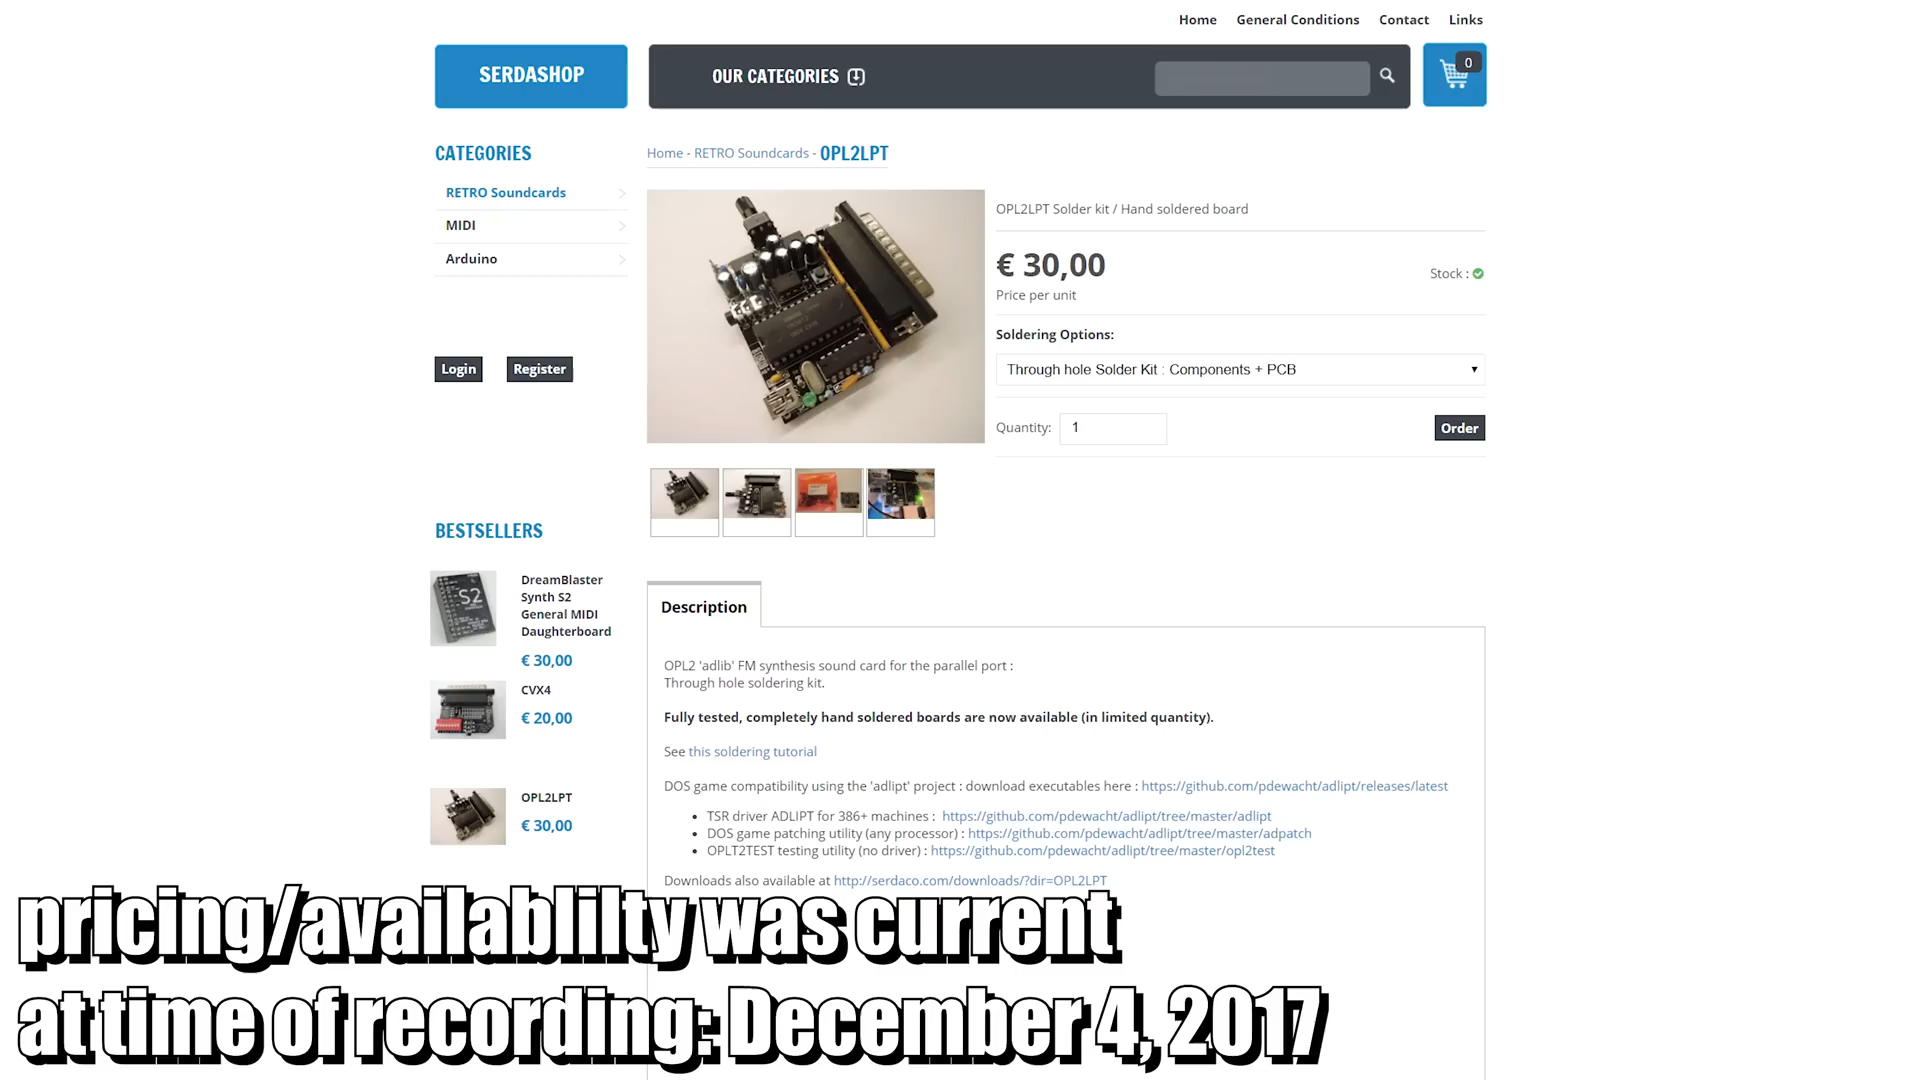 Home General Conditions Contact Links
SERDASHOP
OUR CATEGORIES
0
CATEGORIES
RETRO Soundcards
MIDI
Arduino
Login Register
BESTSELLERS
DreamBlaster
Synth S2
General MIDI
Daughterboard
€ 30,00
CVX4
€ 20,00
OPL2LPT
€ 30,00
Home - RETRO Soundcards - OPL2LPT
S2
OPL2LPT Solder kit / Hand soldered board
€ 30,00
Stock :
Price per unit
Soldering Options:
Through hole Solder Kit : Components + PCB
Quantity: 1 Order
Description
OPL2 'adlib' FM synthesis sound card for the parallel port :
Through hole soldering kit.
Fully tested, completely hand soldered boards are now available (in limited quantity).
See this soldering tutorial
DOS game compatibility using the 'adlipt' project : download executables here : https://github.com/pdewacht/adlipt/releases/latest
• TSR driver ADLIPT for 386+ machines : https://github.com/pdewacht/adlipt/tree/master/adlipt
• DOS game patching utility (any processor) : https://github.com/pdewacht/adlipt/tree/master/adpatch
• OPLT2TEST testing utility (no driver) : https://github.com/pdewacht/adlipt/tree/master/opl2test
Downloads also available at http://serdaco.com/downloads/?dir=OPL2LPT
pricing/availablilty was current
at time of recording: December 4, 2017